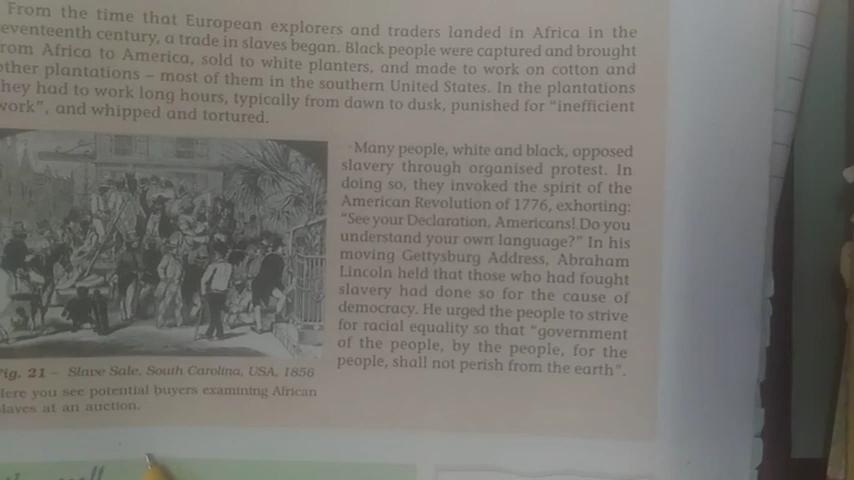 From the time that European explorers and traders landed in Africa in the
eventeenth century, a trade in slaves began. Black people were captured and brought
rom Africa to America, sold to white planters, and made to work on cotton and
other plantations – most of them in the southern United States. In the plantations
hey had to work long hours, typically from dawn to dusk, punished for "inefficient
work", and whipped and tortured.
Many people, white and black, opposed
slavery through organised protest. In
doing so, they invoked the spirit of the
American Revolution of 1776, exhorting:
"See your Declaration, Americans! Do you
understand your own language?" In his
moving Gettysburg Address, Abraham
Lincoln held that those who had fought
slavery had done so for the cause of
democracy. He urged the people to strive
for racial equality so that "government
of the people, by the people, for the
people, shall not perish from the earth".
ig. 21 – Slave Sale, South Carolina, USA, 1856
Here you see potential buyers examining African
laves at an auction.